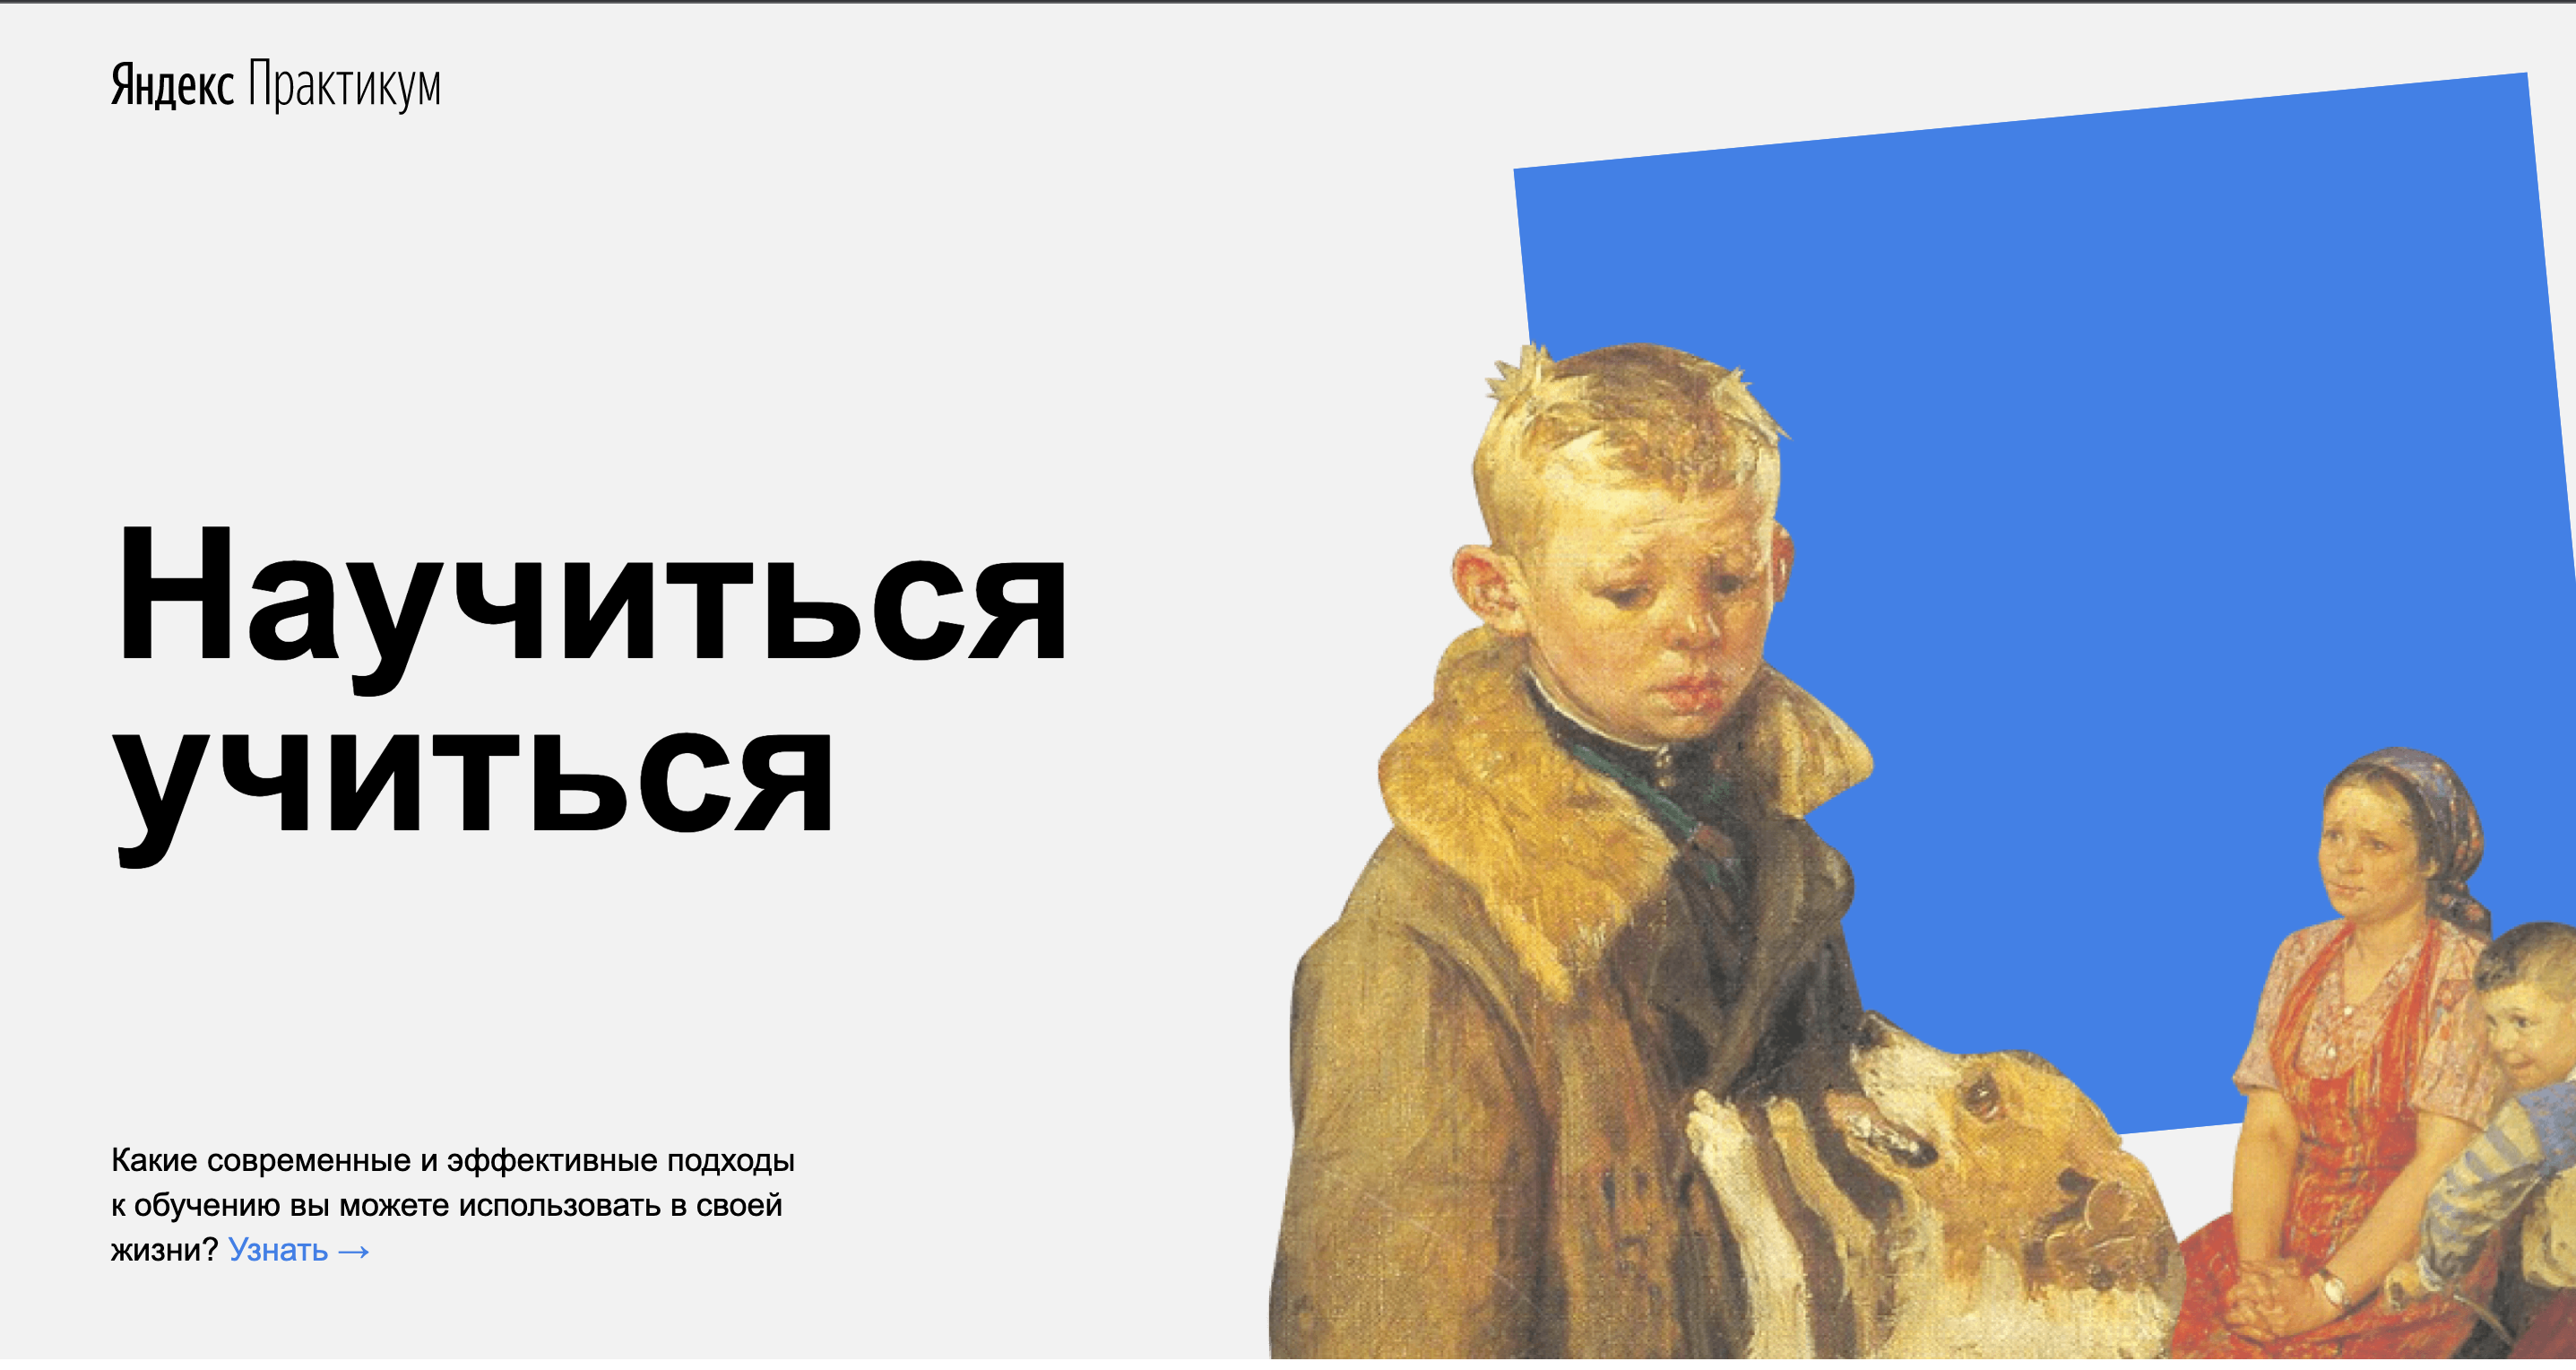 Яндекс Практикум
Научиться
учиться
Какие современные и эффективные подходы
к обучению вы можете использовать в своей
жизни? Узнать →